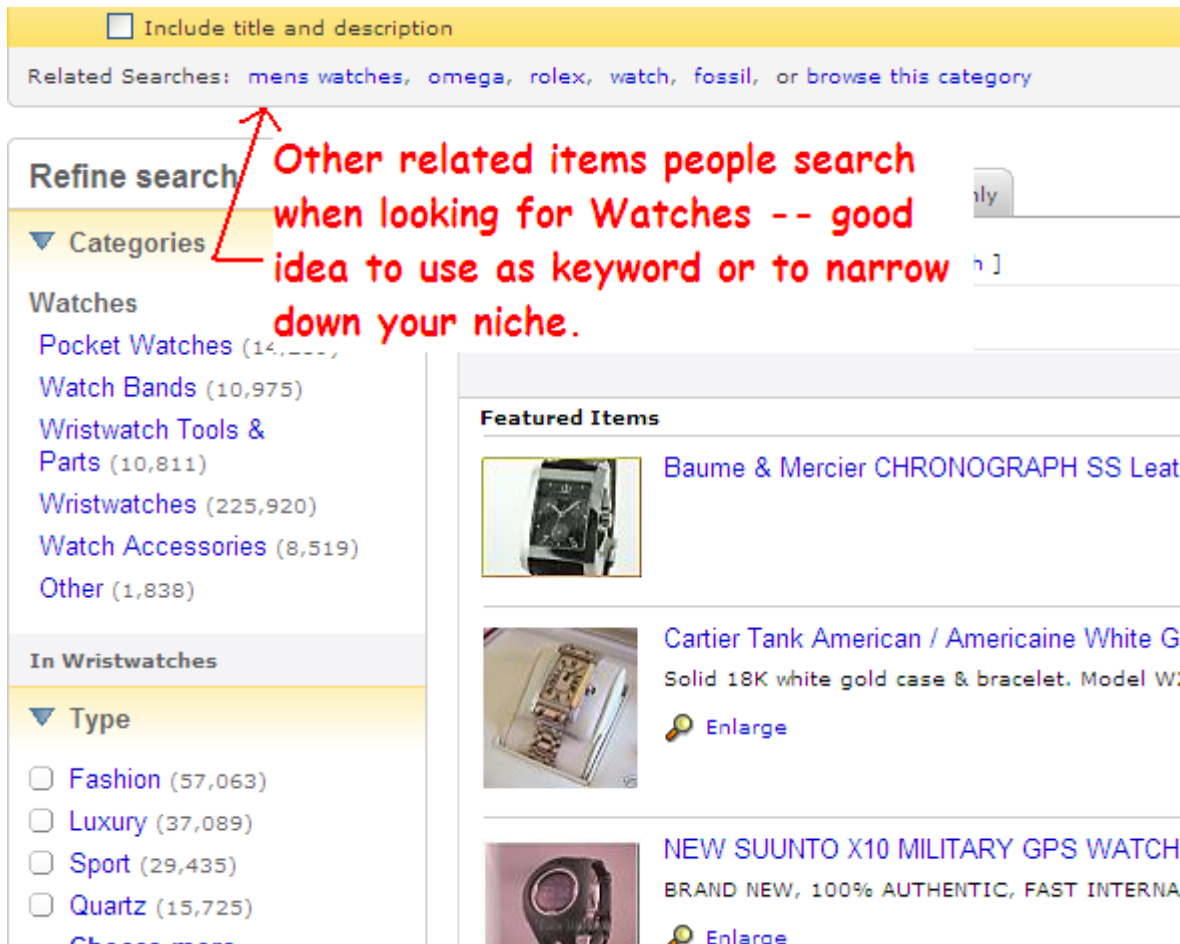 Include title and description
Related Searches: mens watches, omega, rolex, watch, fossil, or browse this category
Other related items people search
when looking for Watches -- good
idea to use as keyword or to narrow
down your niche.
Refine search
Categories
Watches
Pocket Watches
Watch Bands (10,975)
Wristwatch Tools &
Parts (10,811)
Wristwatches (225,920)
Watch Accessories (8,519)
Other (1,838)
In Wristwatches
Type
Fashion (57,063)
Luxury (37,089)
Sport (29,435)
Quartz (15,725)
Choose more
Featured Items
Baume & Mercier CHRONOGRAPH SS Leat
Cartier Tank American / Americaine White G
Solid 18K white gold case & bracelet. Model
Enlarge
NEW SUUNTO X10 MILITARY GPS WATCH
BRAND NEW, 100% AUTHENTIC, FAST INTERNA
Enlarge